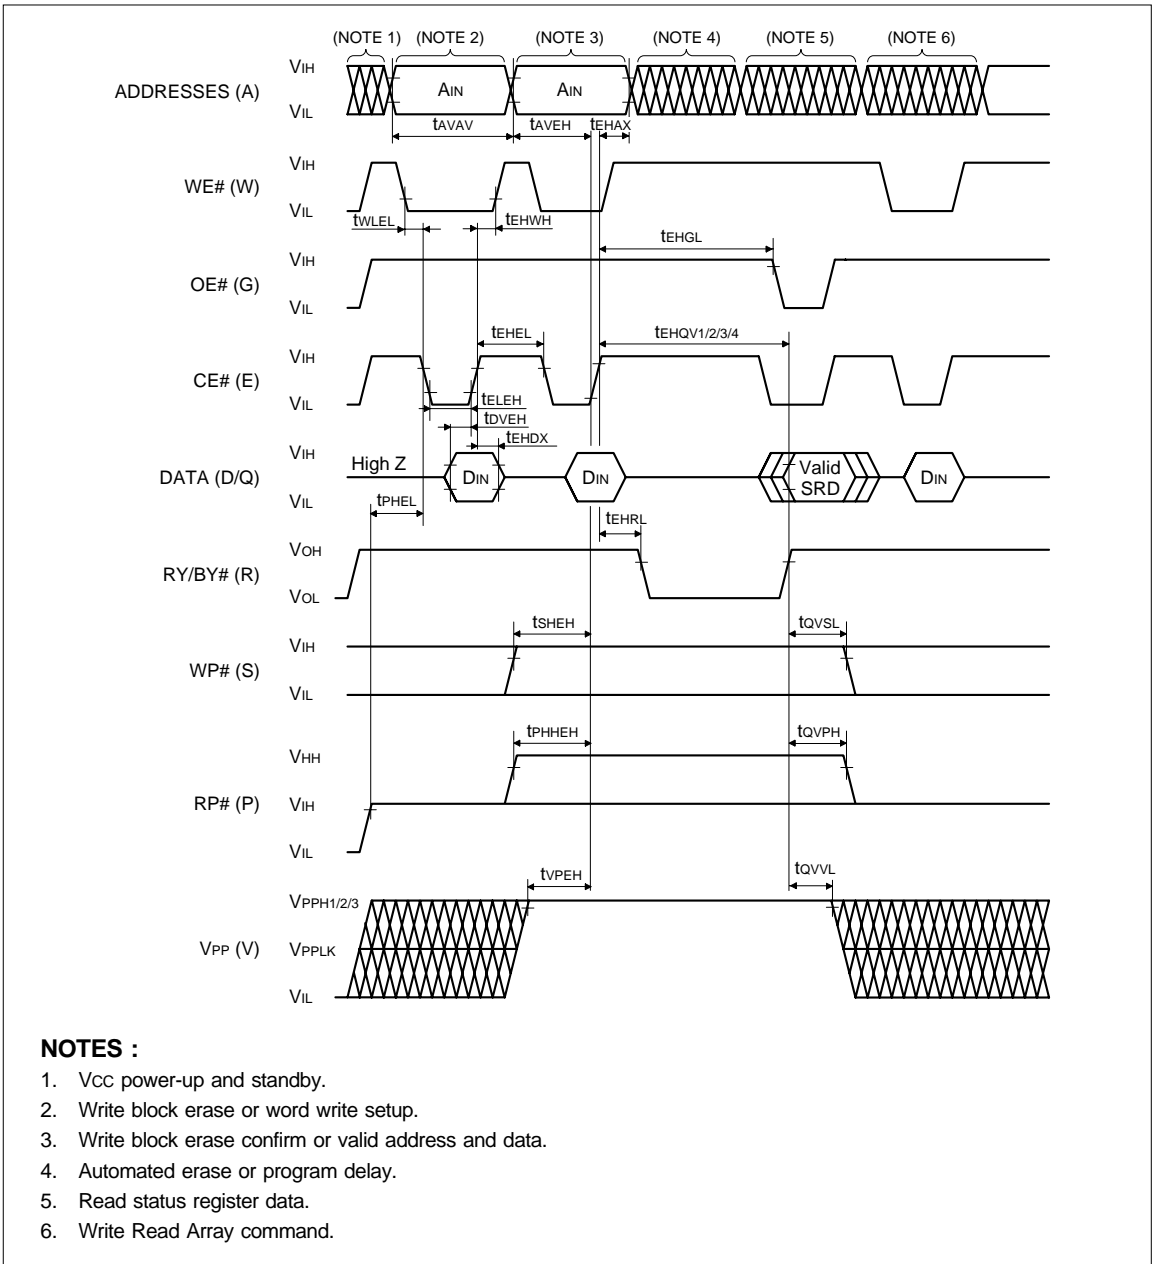 (NOTE 1) (NOTE 2) (NOTE 3) (NOTE 4) (NOTE 5) (NOTE 6)
ADDRESSES (A)
VIH
VIL
AIN
AIN
tAVAV
tAVEH
tEHAX
WE# (W)
VIH
VIL
tWLEL
tEHWH
OE# (G)
VIH
VIL
tEHGL
CE# (E)
VIH
VIL
tEHEL
tEHQV1/2/3/4
tELEH
tDVEH
tEHDX
DATA (D/Q)
VIH
VIL
High Z
DIN
DIN
Valid
SRD
DIN
tPHEL
tEHRL
RY/BY# (R)
VOH
VOL
WP# (S)
VIH
VIL
tSHEH
tQVSL
RP# (P)
VHH
VIH
VIL
tPHHEH
tQVPH
VPP (V)
VPPH1/2/3
VPPLK
VIL
tVPEH
tQVVL
NOTES :
1. VCC power-up and standby.
2. Write block erase or word write setup.
3. Write block erase confirm or valid address and data.
4. Automated erase or program delay.
5. Read status register data.
6. Write Read Array command.